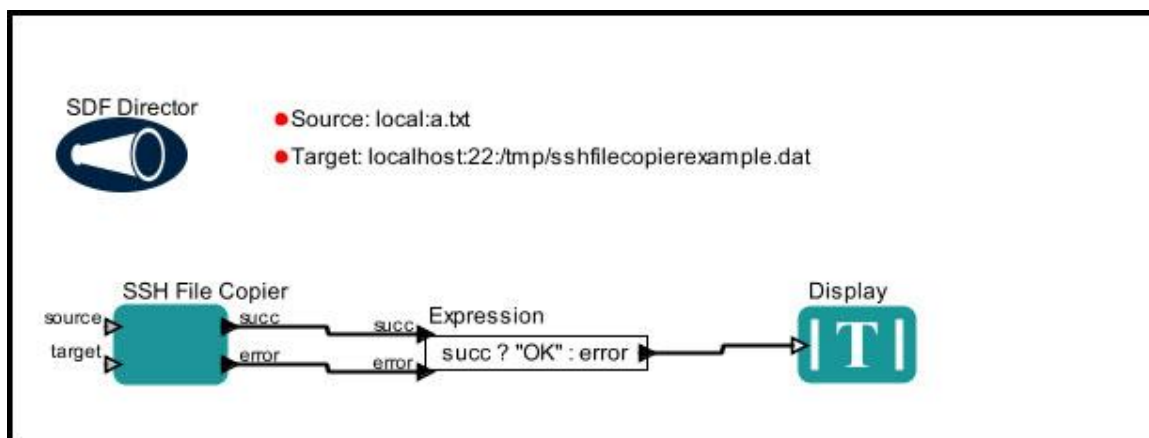 SDF Director
Source: local:a.txt
Target: localhost:22:/tmp/sshfilecopierexample.dat
SSH File Copier
source
target
succ
error
succ
error
Expression
succ ? "OK" : error
Display
T